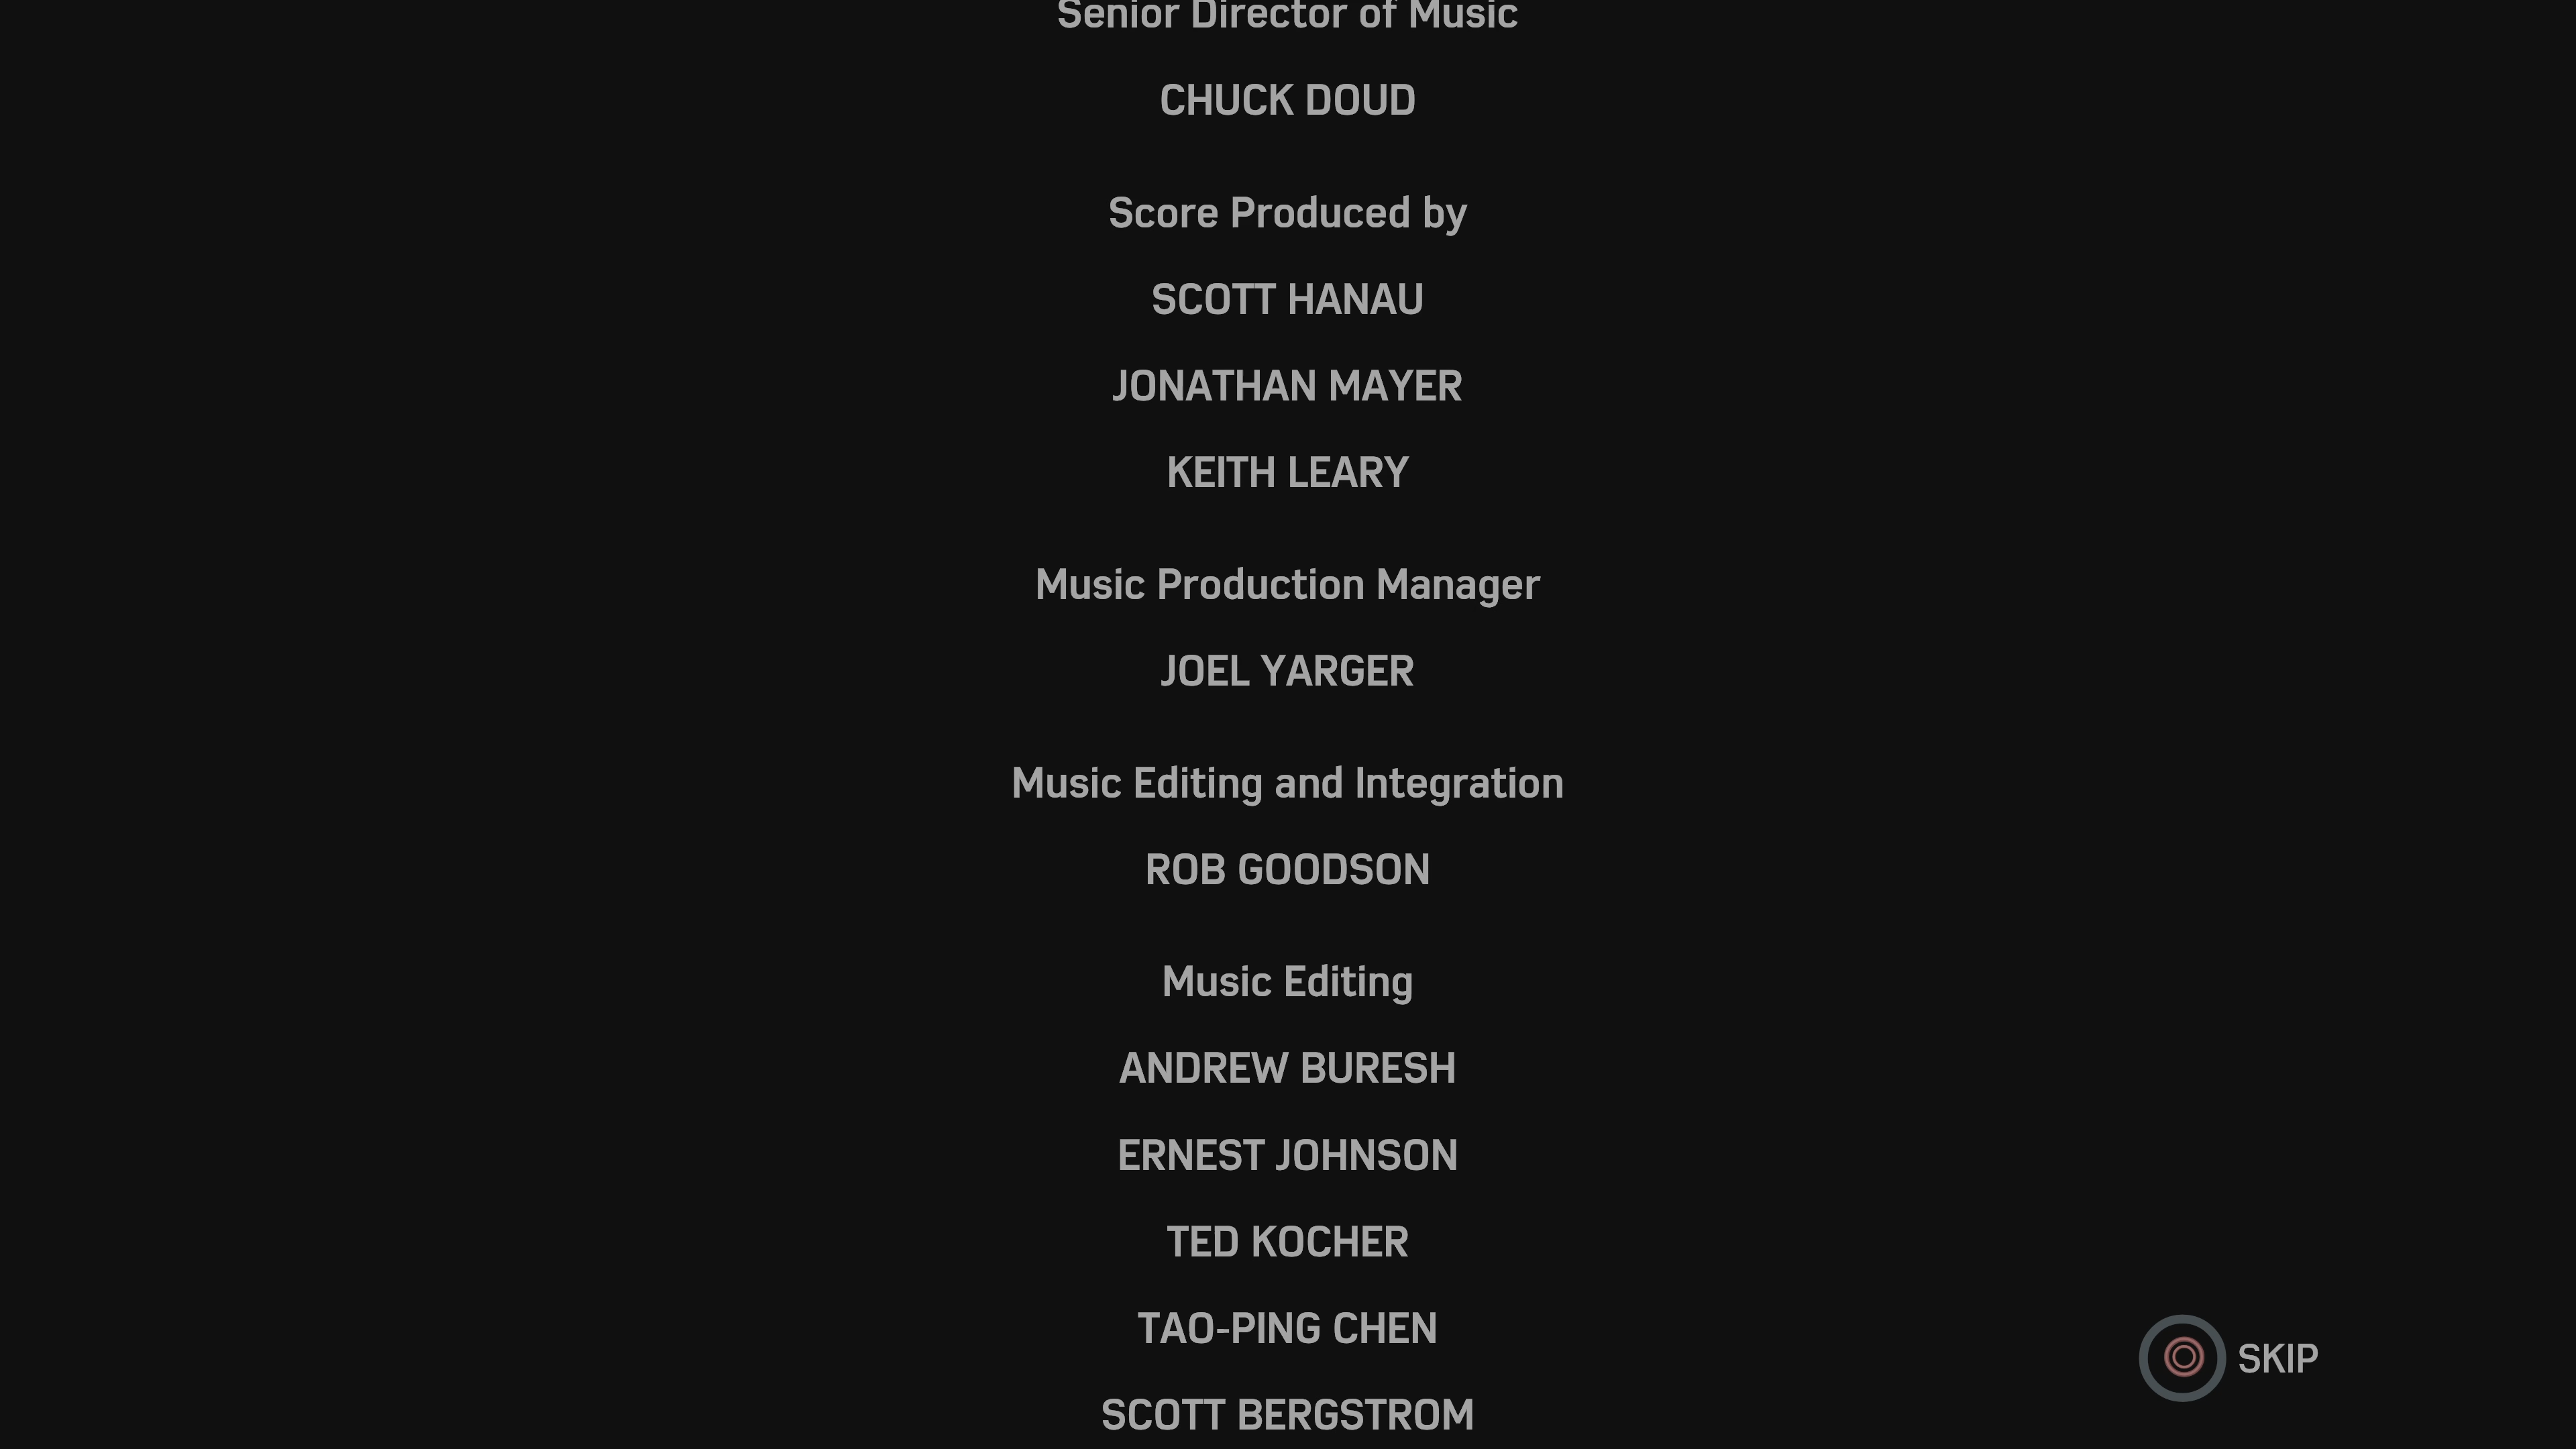 Senior Director of Music
CHUCK DOUD
Score Produced by
SCOTT HANAU
JONATHAN MAYER
KEITH LEARY
Music Production Manager
JOEL YARGER
Music Editing and Integration
ROB GOODSON
Music Editing
ANDREW BURESH
ERNEST JOHNSON
TED KOCHER
TAO-PING CHEN
SCOTT BERGSTROM
SKIP